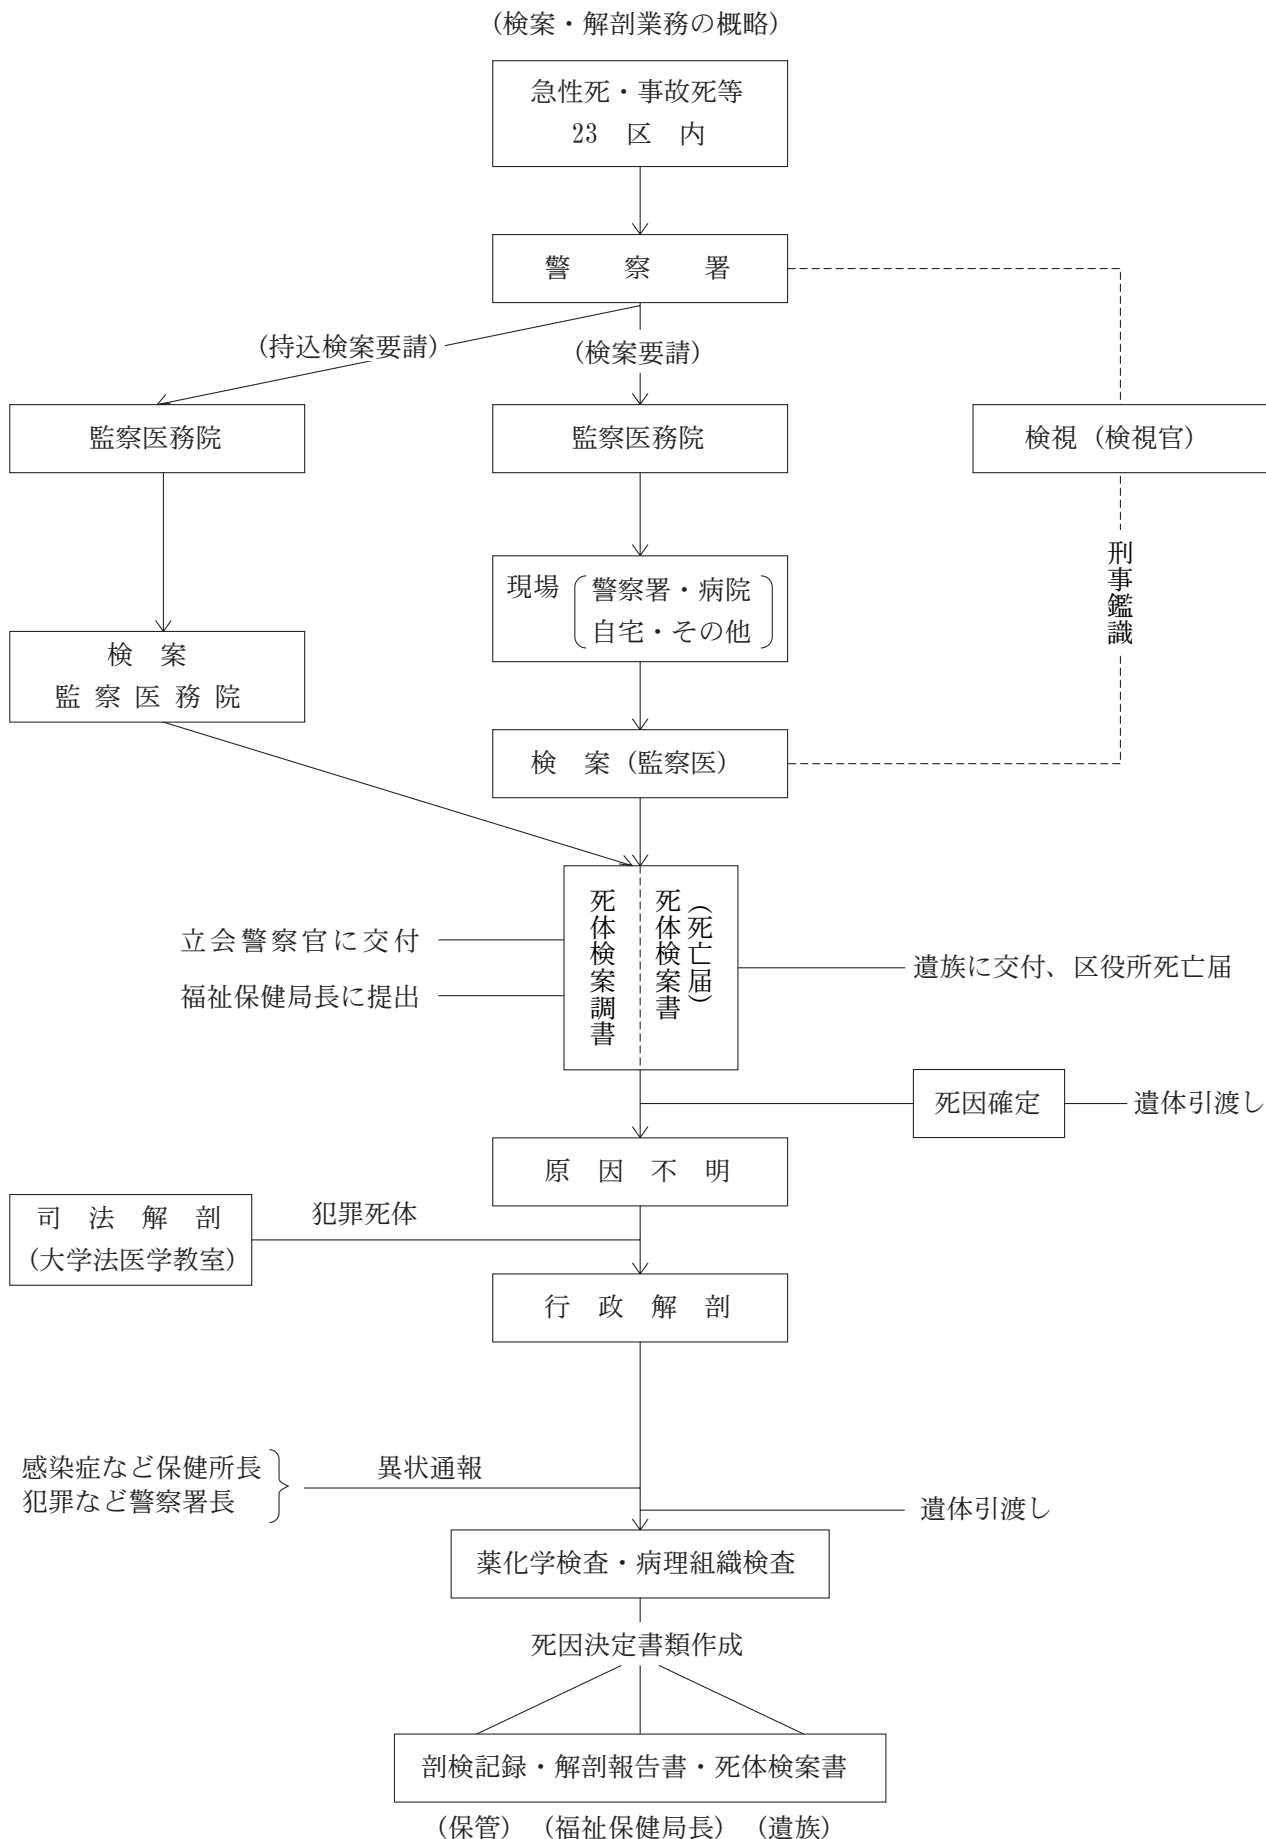 (検案・解剖業務の概略)
急性死・事故死等
23 区 内
警 察 署
(持込検案要請)
(検案要請)
監察医務院
監察医務院
検視(検視官)
刑事鑑識
現場
警察署・病院
自宅・その他
検 案
監 察 医 務 院
検 案(監察医)
死体検案調書
死体検案書
(死亡届)
立会警察官に交付
福祉保健局長に提出
遺族に交付、区役所死亡届
死因確定
遺体引渡し
原 因 不 明
司 法 解 剖
(大学法医学教室)
犯罪死体
行 政 解 剖
感染症など保健所長
犯罪など警察署長
異状通報
遺体引渡し
薬化学検査・病理組織検査
死因決定書類作成
剖検記録・解剖報告書・死体検案書
(保管) (福祉保健局長) (遺族)